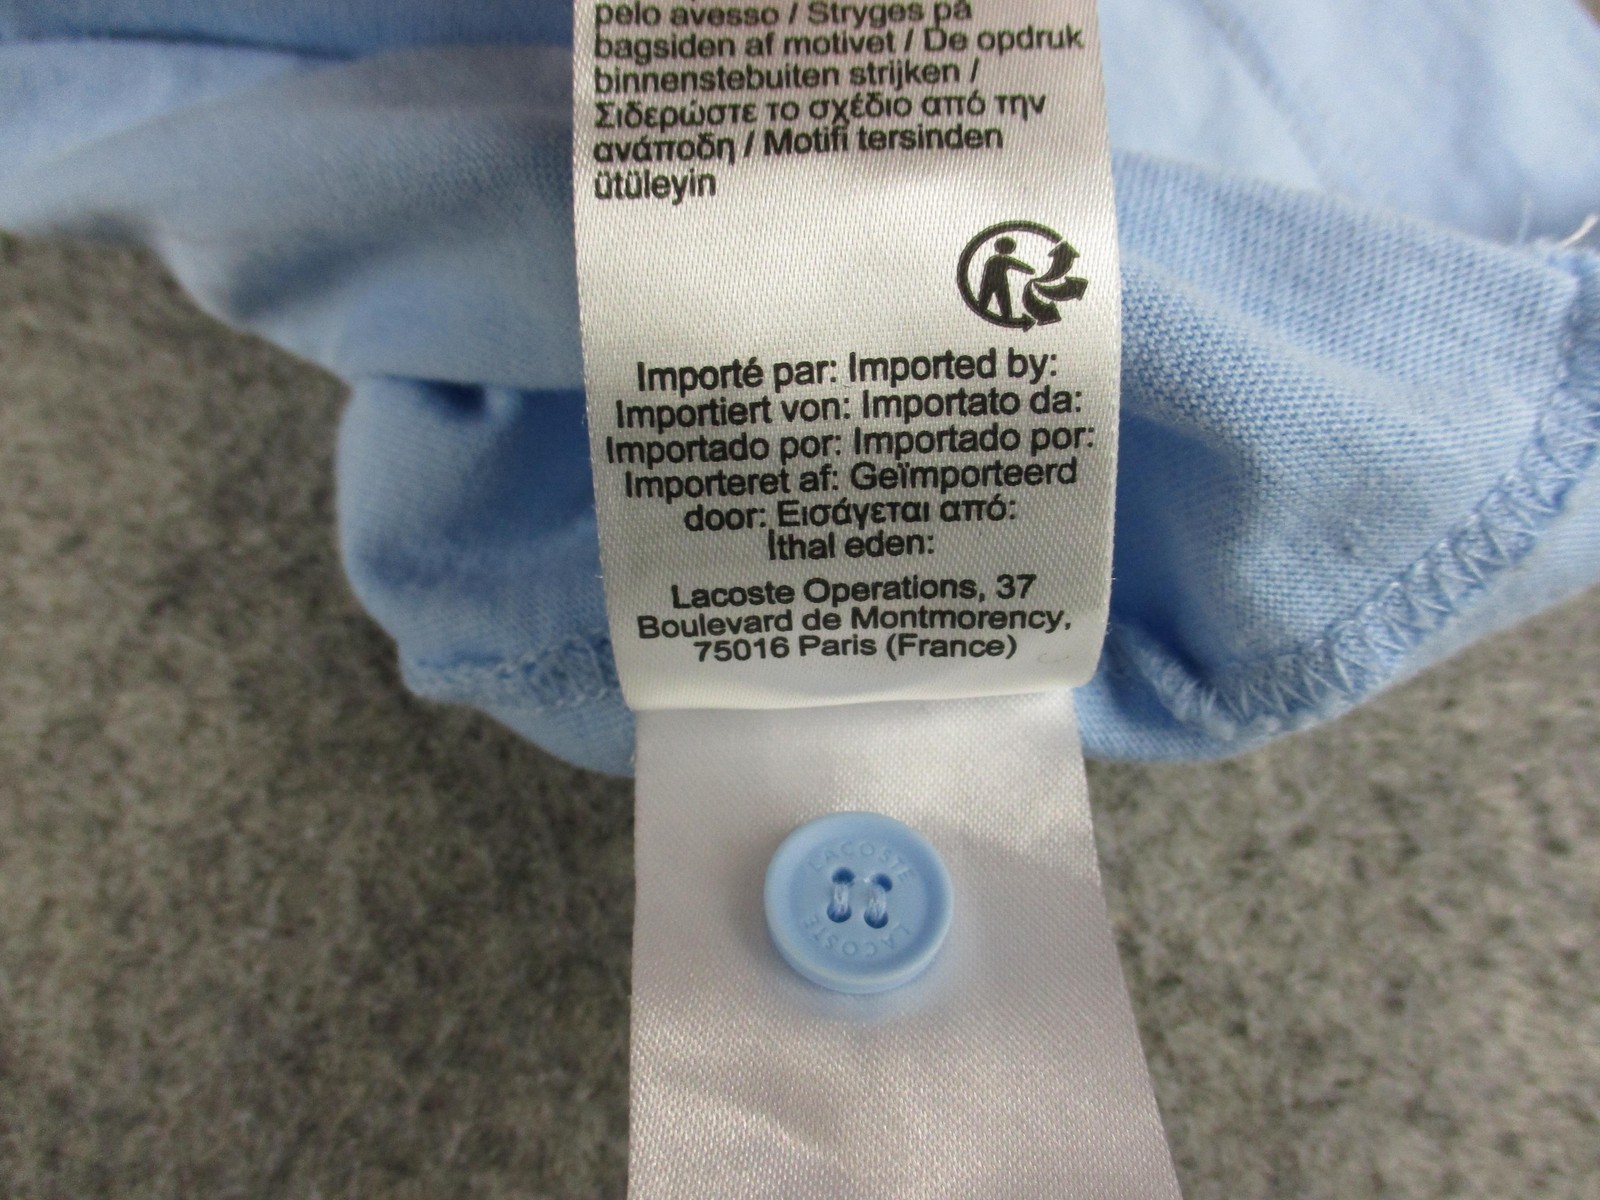 pelo avesso / Stryges på
bagsiden af motivet / De opdruk
binnenstebuiten strijken /
Σιδερώστε το σχέδιο από την
ανάποδη / Motifi tersinden
ütüleyin
Importé par: Imported by:
Importiert von: Importato da:
Importado por: Importado por:
Importeret af: Geïmporteerd
door: Εισάγεται από:
İthal eden:
Lacoste Operations, 37
Boulevard de Montmorency,
75016 Paris (France)
LACOSTE
LACOSTE